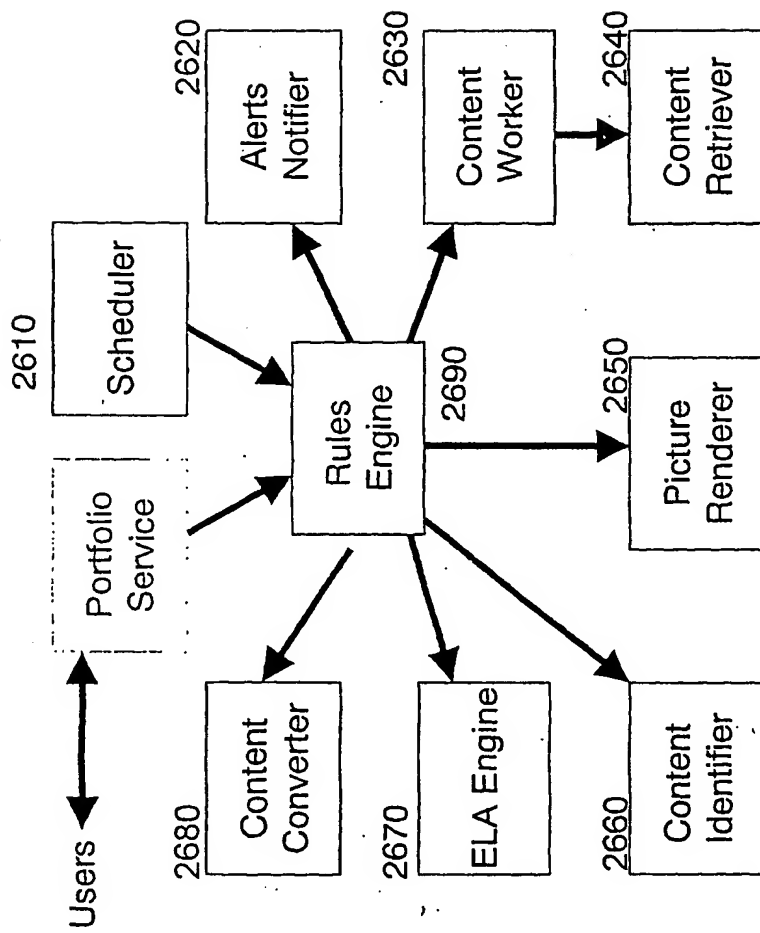 Users
Portfolio
Service
2610
Scheduler
2620
Alerts
Notifier
2680
Content
Converter
Rules
Engine
2690
2630
Content
Worker
2670
ELA Engine
2640
Content
Retriever
2650
Picture
Renderer
2660
Content
Identifier